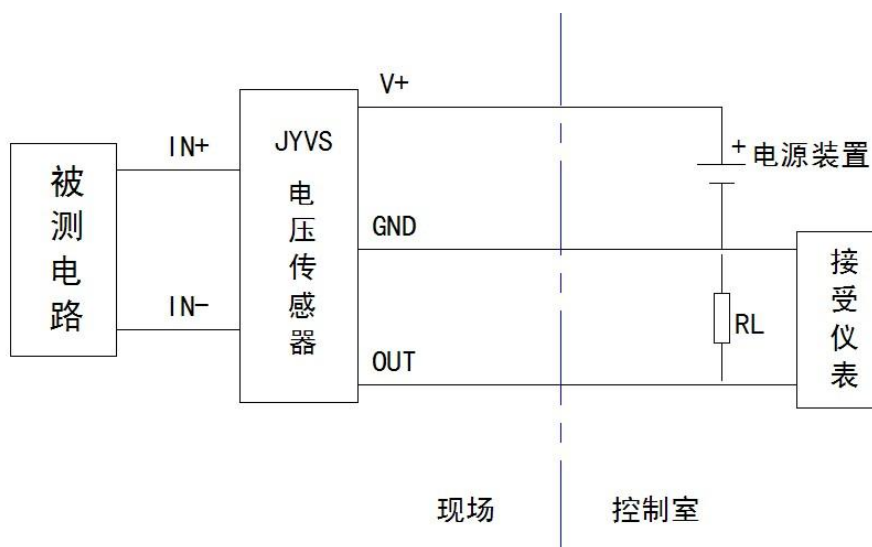 被测电路
IN+
IN-
JYVS
电压传感器
V+
GND
OUT
+
电源装置
RL
接受仪表
现场
控制室